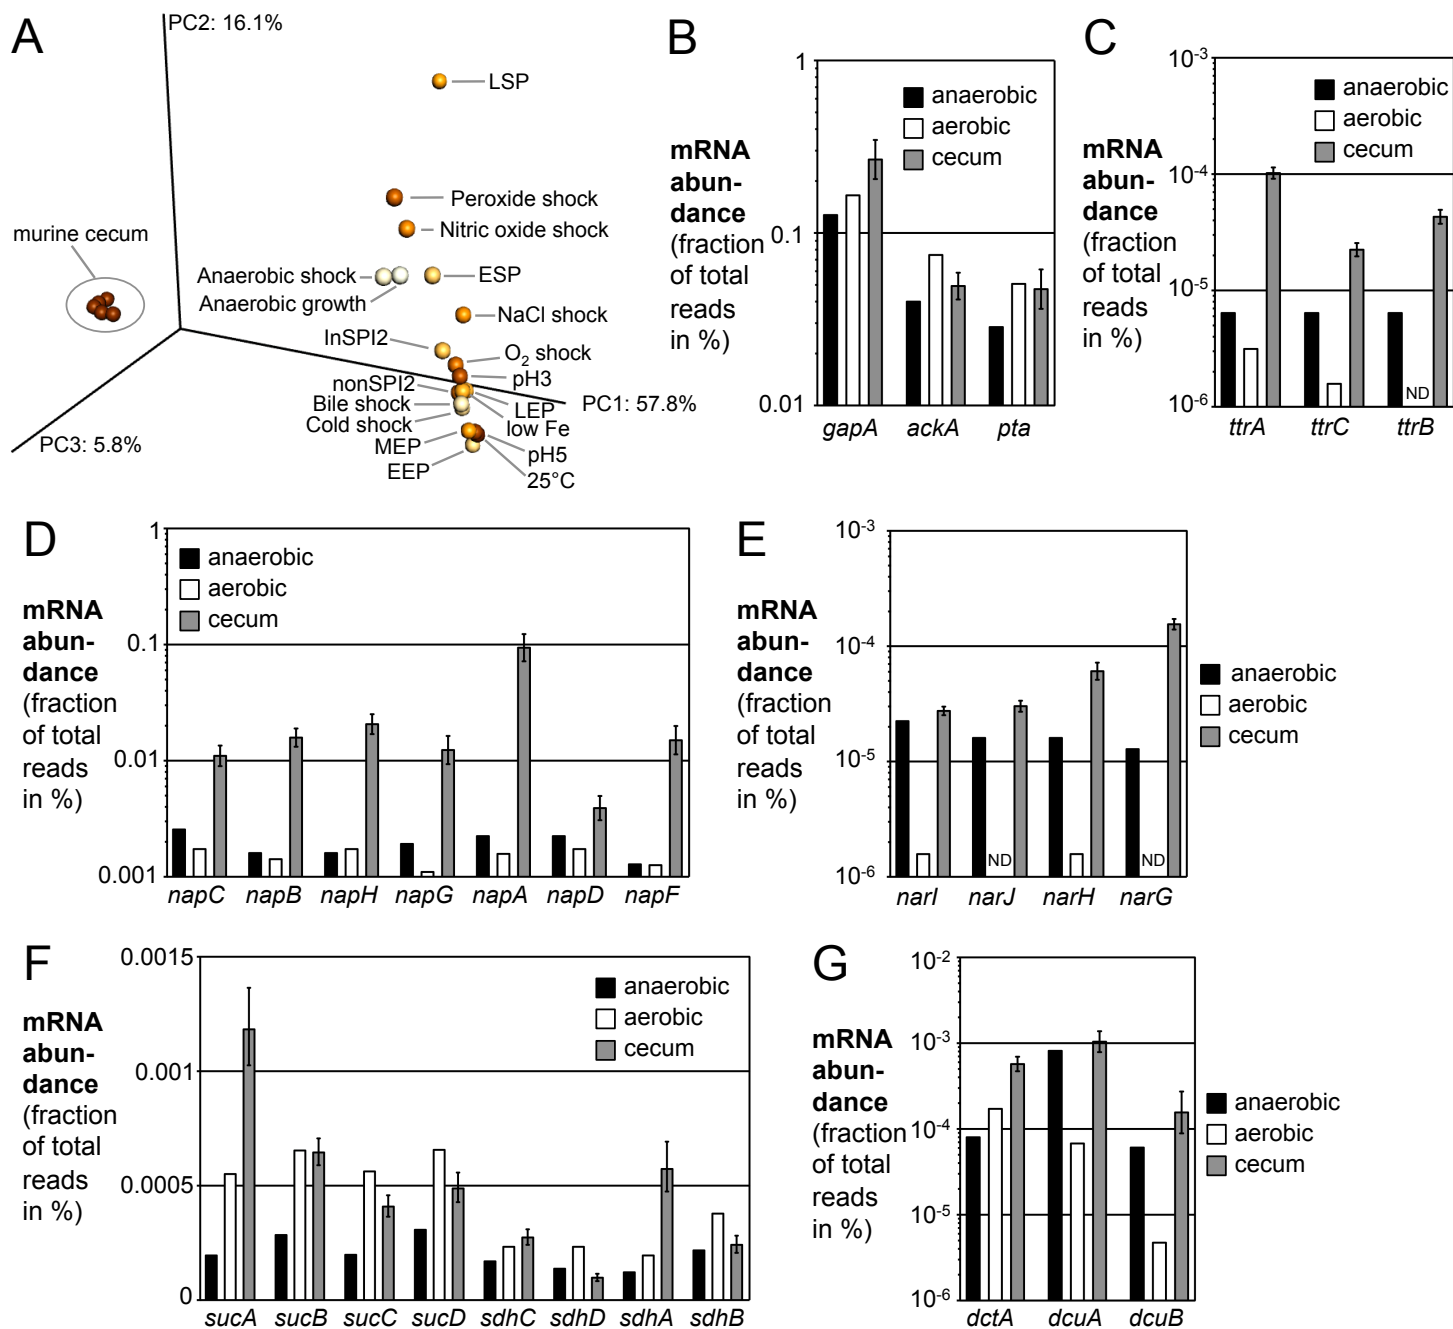 A
PC2: 16.1%
LSP
Peroxide shock
Nitric oxide shock
murine cecum
Anaerobic shock
ESP
Anaerobic growth
NaCl shock
InSPI2
O2 shock
pH3
nonSPI2
PC1: 57.8%
Bile shock
LEP
Cold shock
low Fe
PC3: 5.8%
MEP
pH5
EEP
25°C
B
mRNA
abun-
dance
(fraction
of total
reads
in %)
1
0.1
0.01
anaerobic
aerobic
cecum
gapA ackA pta
C
mRNA
abun-
dance
(fraction
of total
reads
in %)
10-3
10-4
10-5
10-6
anaerobic
aerobic
cecum
ND
ttrA ttrC ttrB
D
mRNA
abun-
dance
(fraction
of total
reads
in %)
1
0.1
0.01
0.001
anaerobic
aerobic
cecum
napC napB napH napG napA napD napF
E
mRNA
abun-
dance
(fraction
of total
reads
in %)
10-3
10-4
10-5
10-6
ND ND
anaerobic
aerobic
cecum
narI narJ narH narG
F
mRNA
abun-
dance
(fraction
of total
reads
in %)
0.0015
0.001
0.0005
0
anaerobic
aerobic
cecum
sucA sucB sucC sucD sdhC sdhD sdhA sdhB
G
mRNA
abun-
dance
(fraction
of total
reads
in %)
10-2
10-3
10-4
10-5
10-6
anaerobic
aerobic
cecum
dctA dcuA dcuB